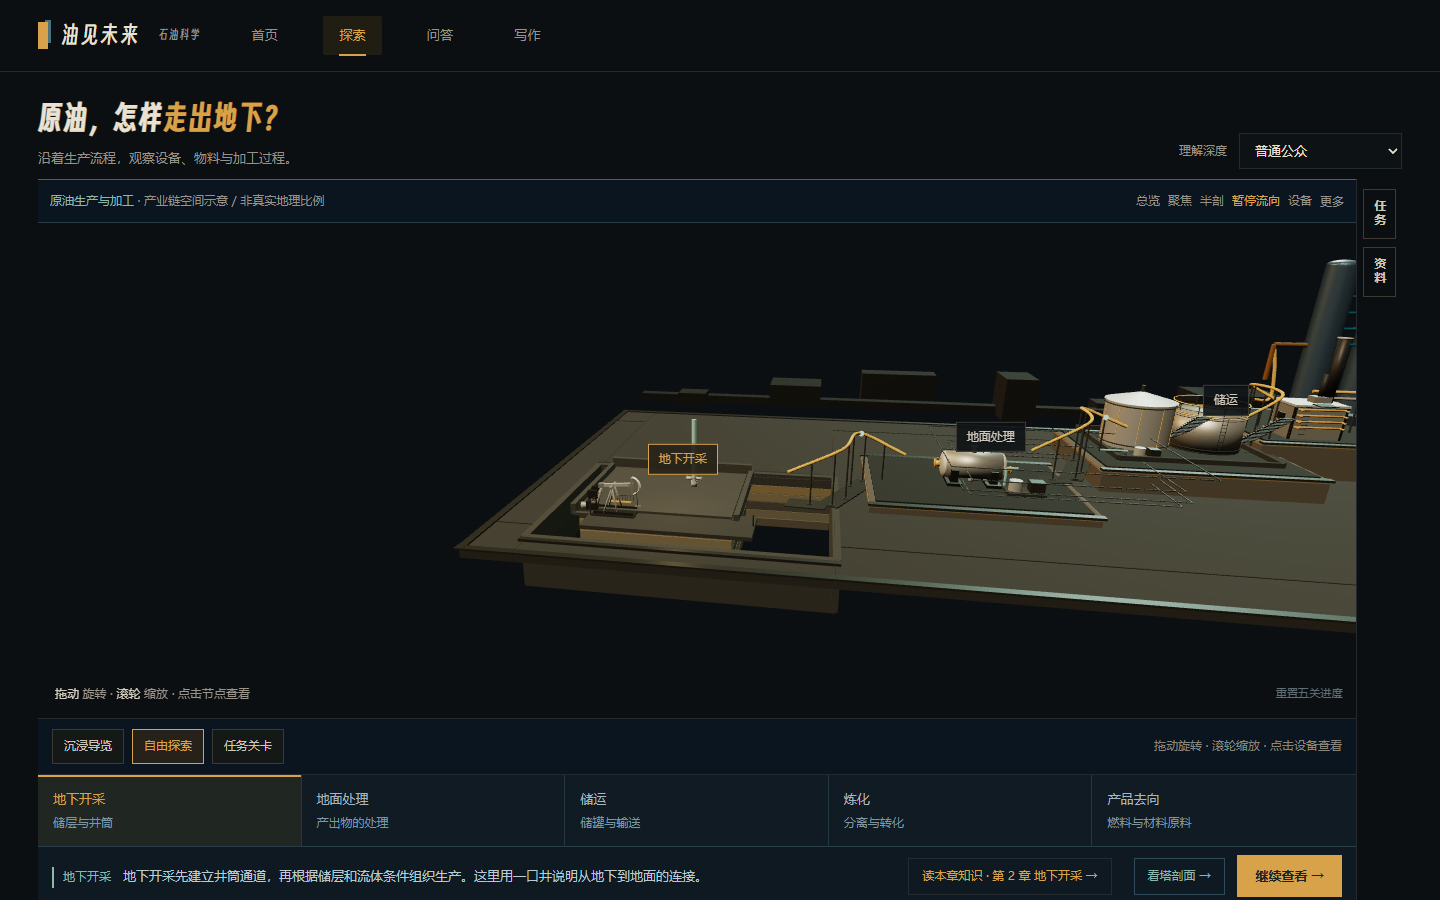 油见未来 石油科学 首页 探索 问答 写作
原油，怎样走出地下？
沿着生产流程，观察设备、物料与加工过程。
理解深度 普通公众
原油生产与加工 · 产业链空间示意 / 非真实地理比例
总览 聚焦 半剖 暂停流向 设备 更多
任务
资料
储运
地面处理
地下开采
拖动 旋转 · 滚轮 缩放 · 点击节点查看
重置五关进度
沉浸导览 自由探索 任务关卡
拖动旋转 · 滚轮缩放 · 点击设备查看
地下开采 地面处理 储运 炼化 产品去向
储层与井筒 产出物的处理 储罐与输送 分离与转化 燃料与材料原料
地下开采 地下开采先建立井筒通道，再根据储层和流体条件组织生产。这里用一口井说明从地下到地面的连接。
读本章知识 · 第 2 章 地下开采 → 看塔剖面 → 继续查看 →